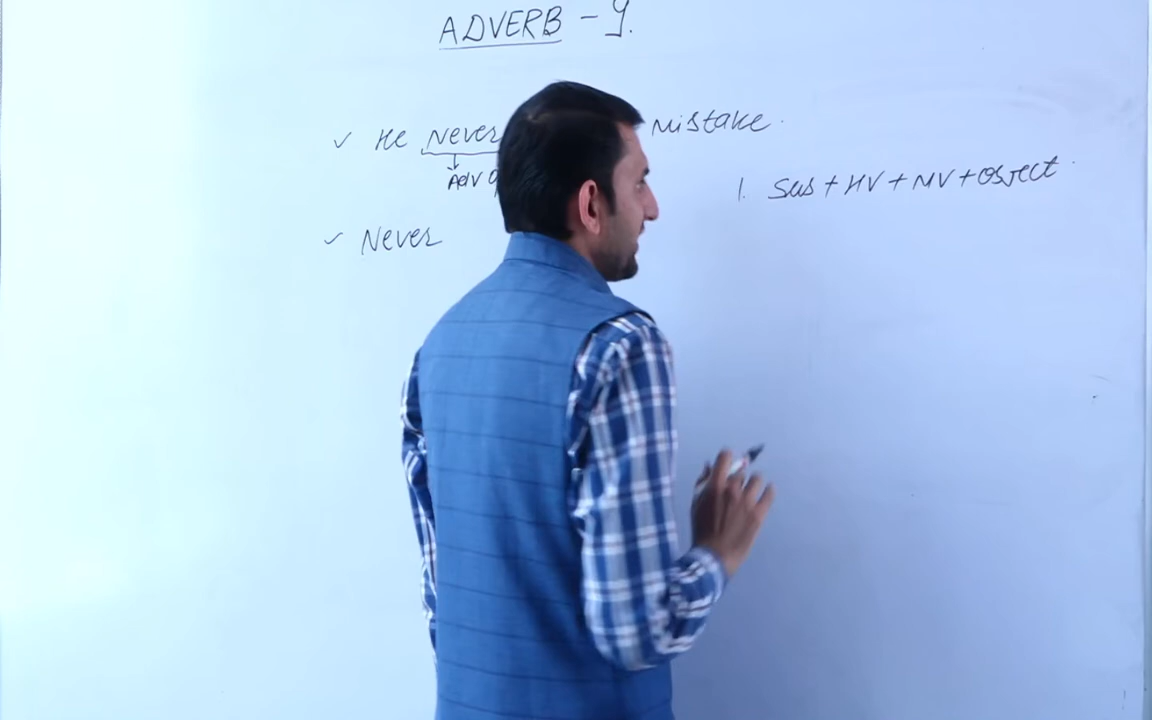 ADVERB - 9.
✓ He Never mistake.
Adv
1. Sub + HV + MV + Object.
✓ Never